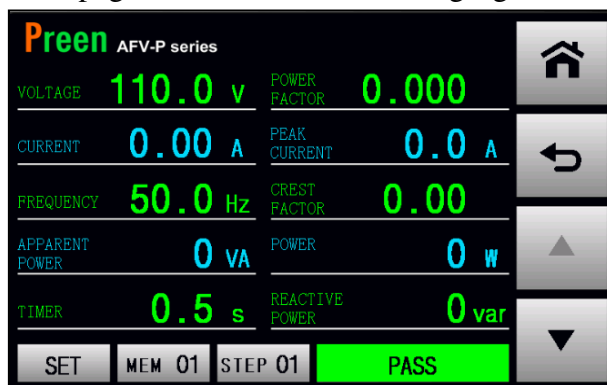 Preen AFV-P series
VOLTAGE 110.0 V POWER FACTOR 0.000
CURRENT 0.00 A PEAK CURRENT 0.0 A
FREQUENCY 50.0 Hz CREST FACTOR 0.00
APPARENT POWER 0 VA POWER 0 W
TIMER 0.5 s REACTIVE POWER 0 var
SET MEM 01 STEP 01 PASS